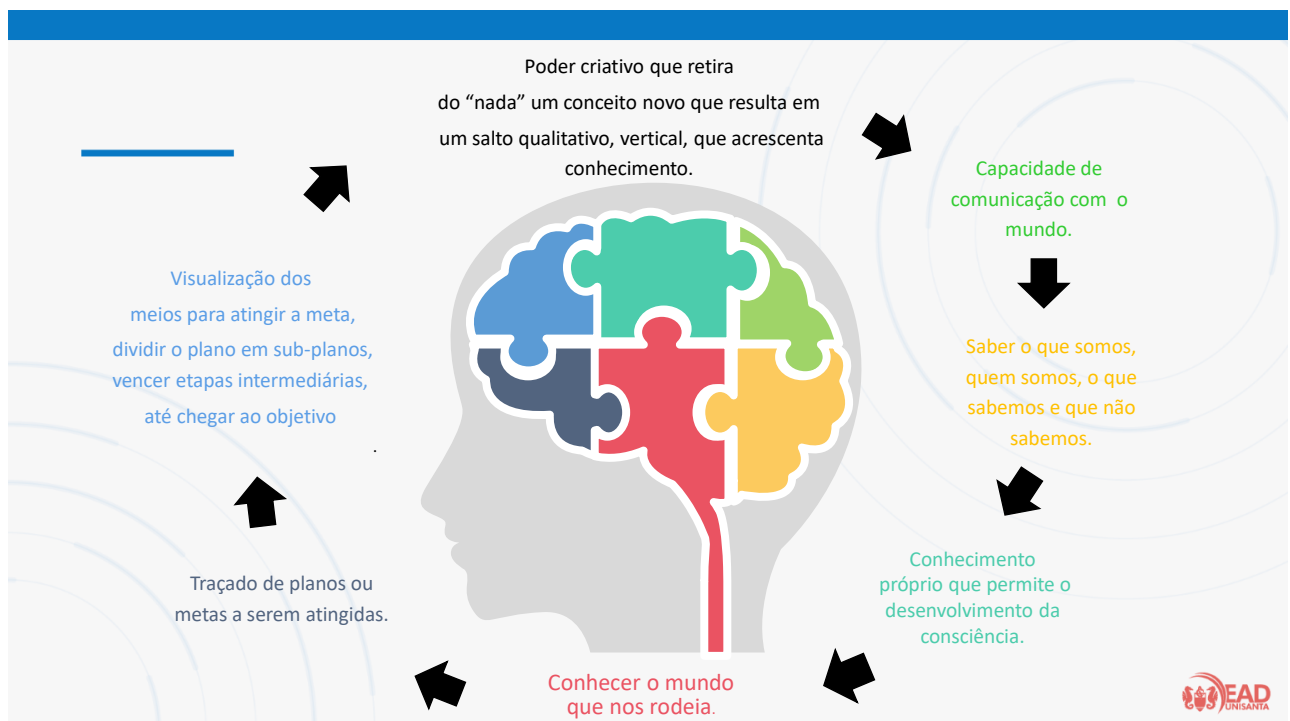 Poder criativo que retira
do “nada” um conceito novo que resulta em
um salto qualitativo, vertical, que acrescenta
conhecimento.
Capacidade de
comunicação com o
mundo.
Saber o que somos,
quem somos, o que
sabemos e que não
sabemos.
Conhecimento
próprio que permite o
desenvolvimento da
consciência.
Conhecer o mundo
que nos rodeia.
Traçado de planos ou
metas a serem atingidas.
Visualização dos
meios para atingir a meta,
dividir o plano em sub-planos,
vencer etapas intermediárias,
até chegar ao objetivo
.
EAD
UNISANTA